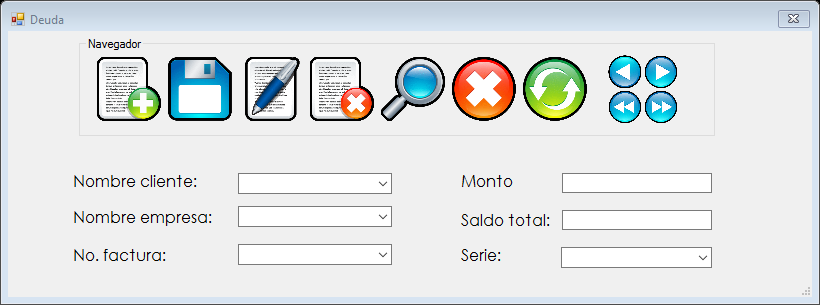 Deuda
Navegador
Nombre cliente:
Monto
Nombre empresa:
Saldo total:
No. factura:
Serie: